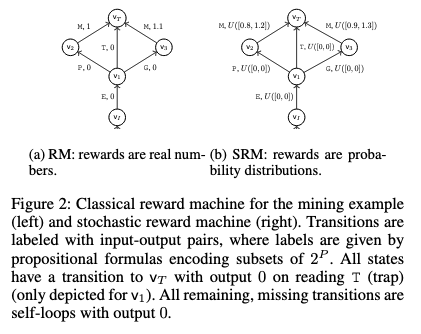 v_T
M, 1
M, 1.1
v_2
T, 0
v_3
P, 0
G, 0
v_1
E, 0
v_I
v_T
M, U([0.8, 1.2])
M, U([0.9, 1.3])
v_2
T, U([0,0])
v_3
P, U([0,0])
G, U([0,0])
v_1
E, U([0,0])
v_I
(a) RM: rewards are real num-
bers.
(b) SRM: rewards are proba-
bility distributions.
Figure 2: Classical reward machine for the mining example
(left) and stochastic reward machine (right). Transitions are
labeled with input-output pairs, where labels are given by
propositional formulas encoding subsets of 2^P. All states
have a transition to v_T with output 0 on reading T (trap)
(only depicted for v_1). All remaining, missing transitions are
self-loops with output 0.